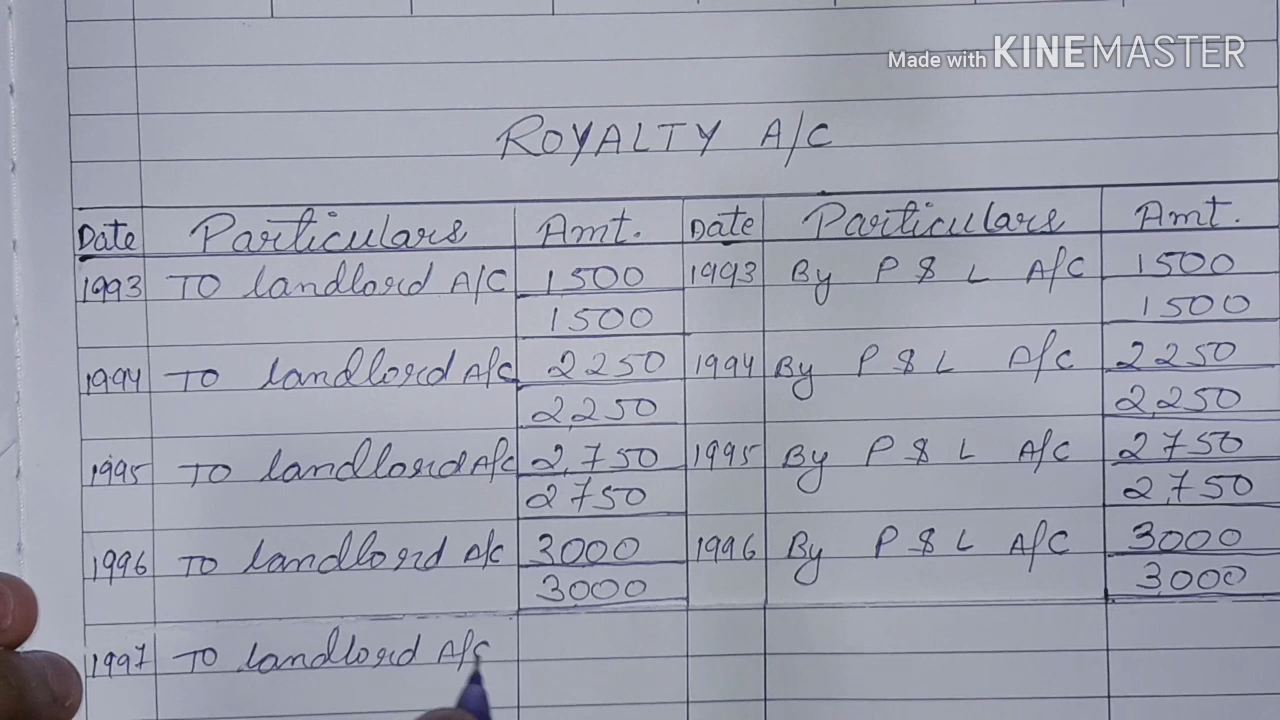 Made with KINEMASTER
ROYALTY A/C
Date Particulars Amt. Date Particulars Amt.
1993 TO landlord A/C 1500 1993 By P & L A/C 1500
1500 1500
1994 TO landlord A/C 2250 1994 By P & L A/C 2250
2,250 2,250
1995 TO landlord A/C 2,750 1995 By P & L A/C 2750
2750 2,750
1996 TO landlord A/C 3000 1996 By P & L A/C 3000
3,000 3,000
1997 TO landlord A/C